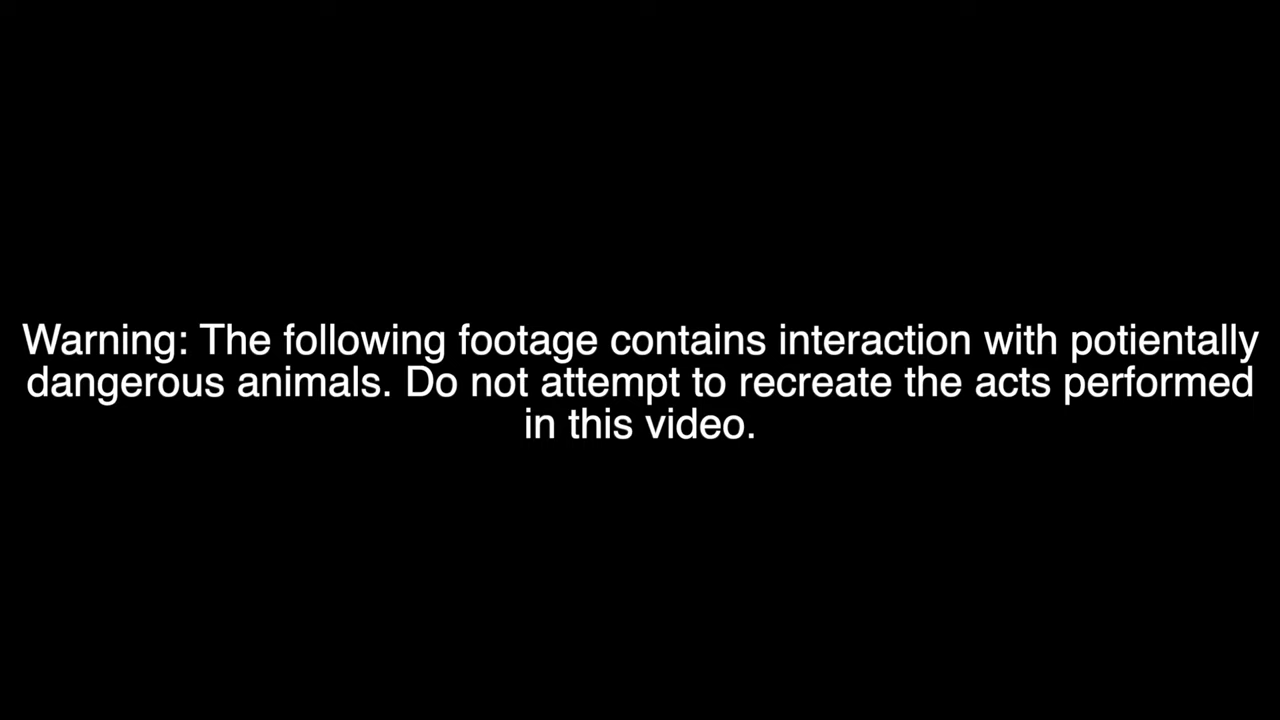 Warning: The following footage contains interaction with potientally
dangerous animals. Do not attempt to recreate the acts performed
in this video.